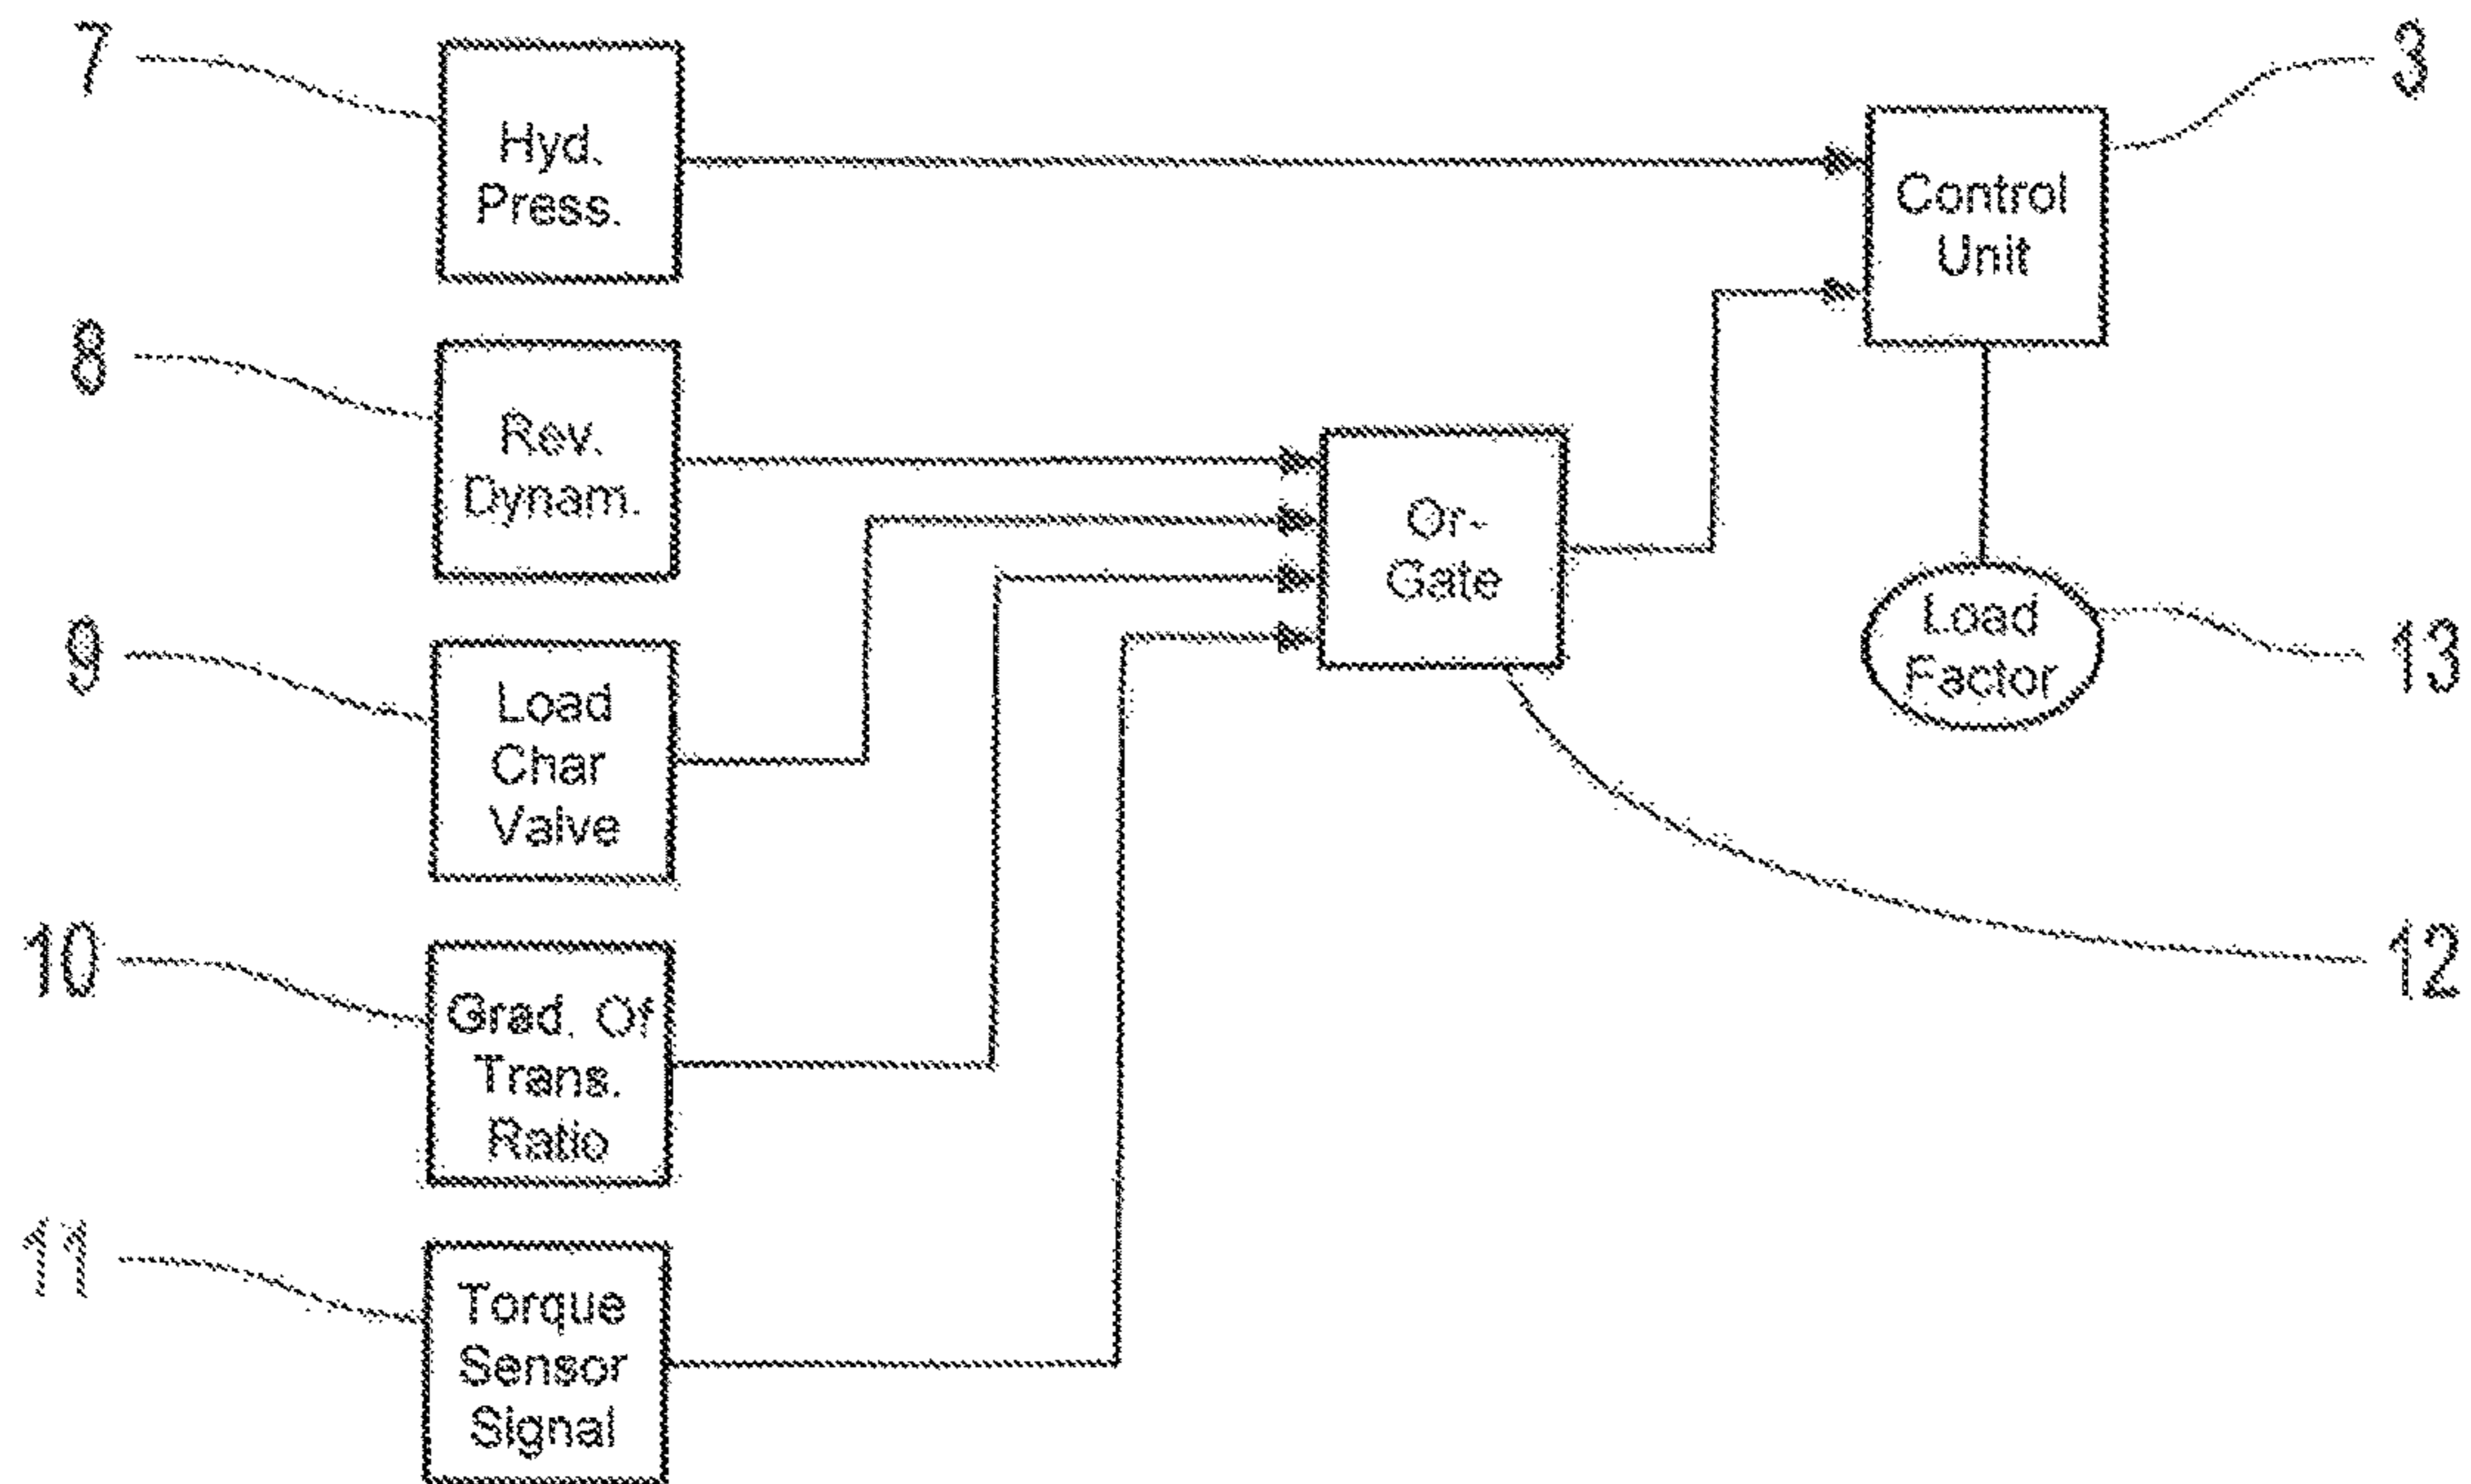 7
Hyd.
Press.
3
Control
Unit
8
Rev.
Dynam.
Or-
Gate
9
Load
Char
Valve
Load
Factor
13
10
Grad. Of
Trans.
Ratio
12
11
Torque
Sensor
Signal